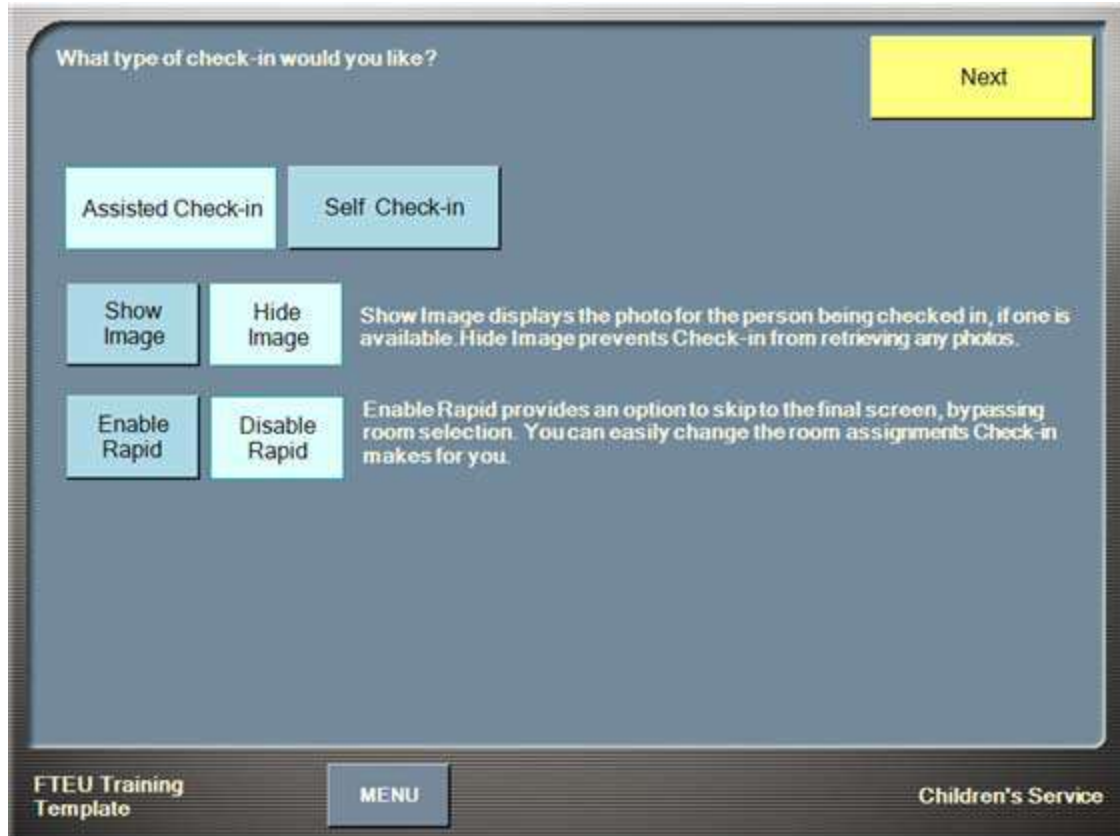 What type of check-in would you like?
Next
Assisted Check-in
Self Check-in
Show
Image
Hide
Image
Show Image displays the photo for the person being checked in, if one is
available. Hide Image prevents Check-in from retrieving any photos.
Enable
Rapid
Disable
Rapid
Enable Rapid provides an option to skip to the final screen, bypassing
room selection. You can easily change the room assignments Check-in
makes for you.
FTEU Training
Template
MENU
Children's Service